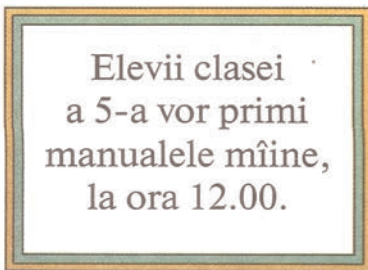 Elevii clasei
a 5-a vor primi
manualele mîine,
la ora 12.00.